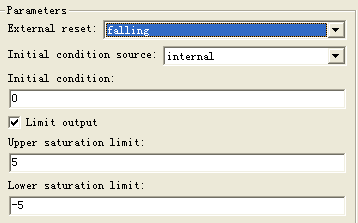 Parameters
External reset: falling
Initial condition source: internal
Initial condition:
0
Limit output
Upper saturation limit:
5
Lower saturation limit:
-5